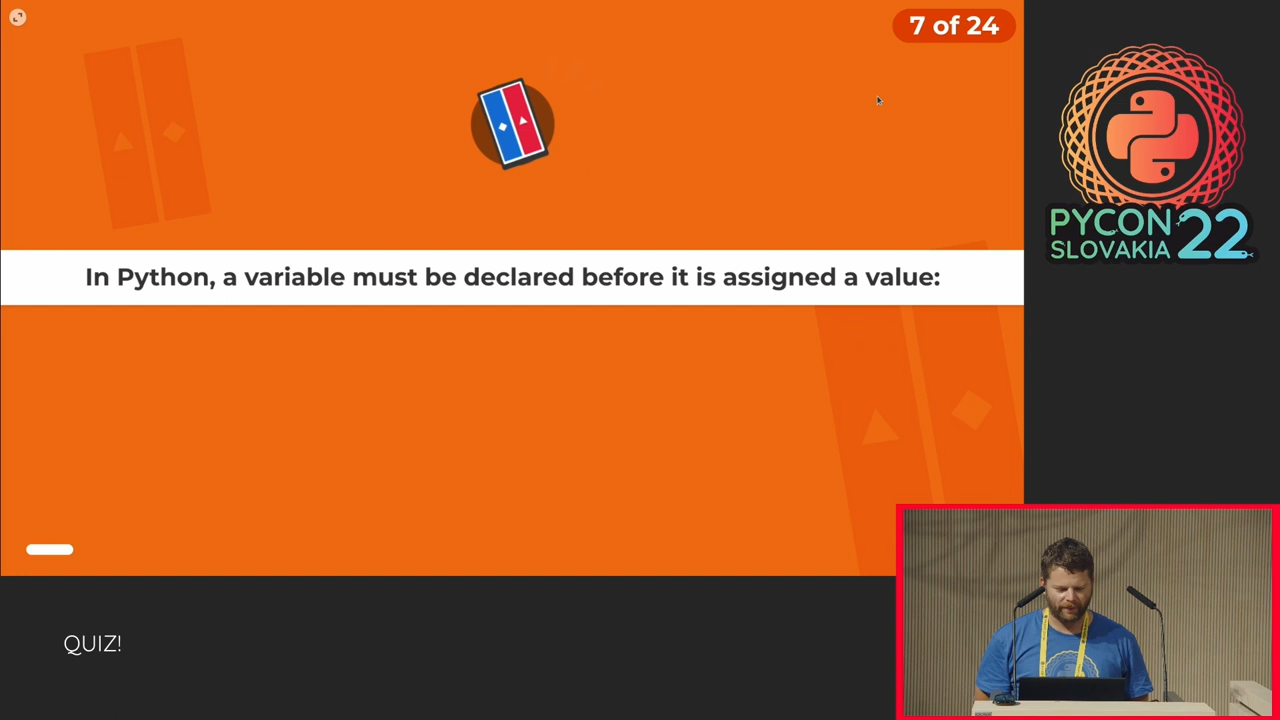 7 of 24
In Python, a variable must be declared before it is assigned a value:
PYCON
SLOVAKIA
22
QUIZ!